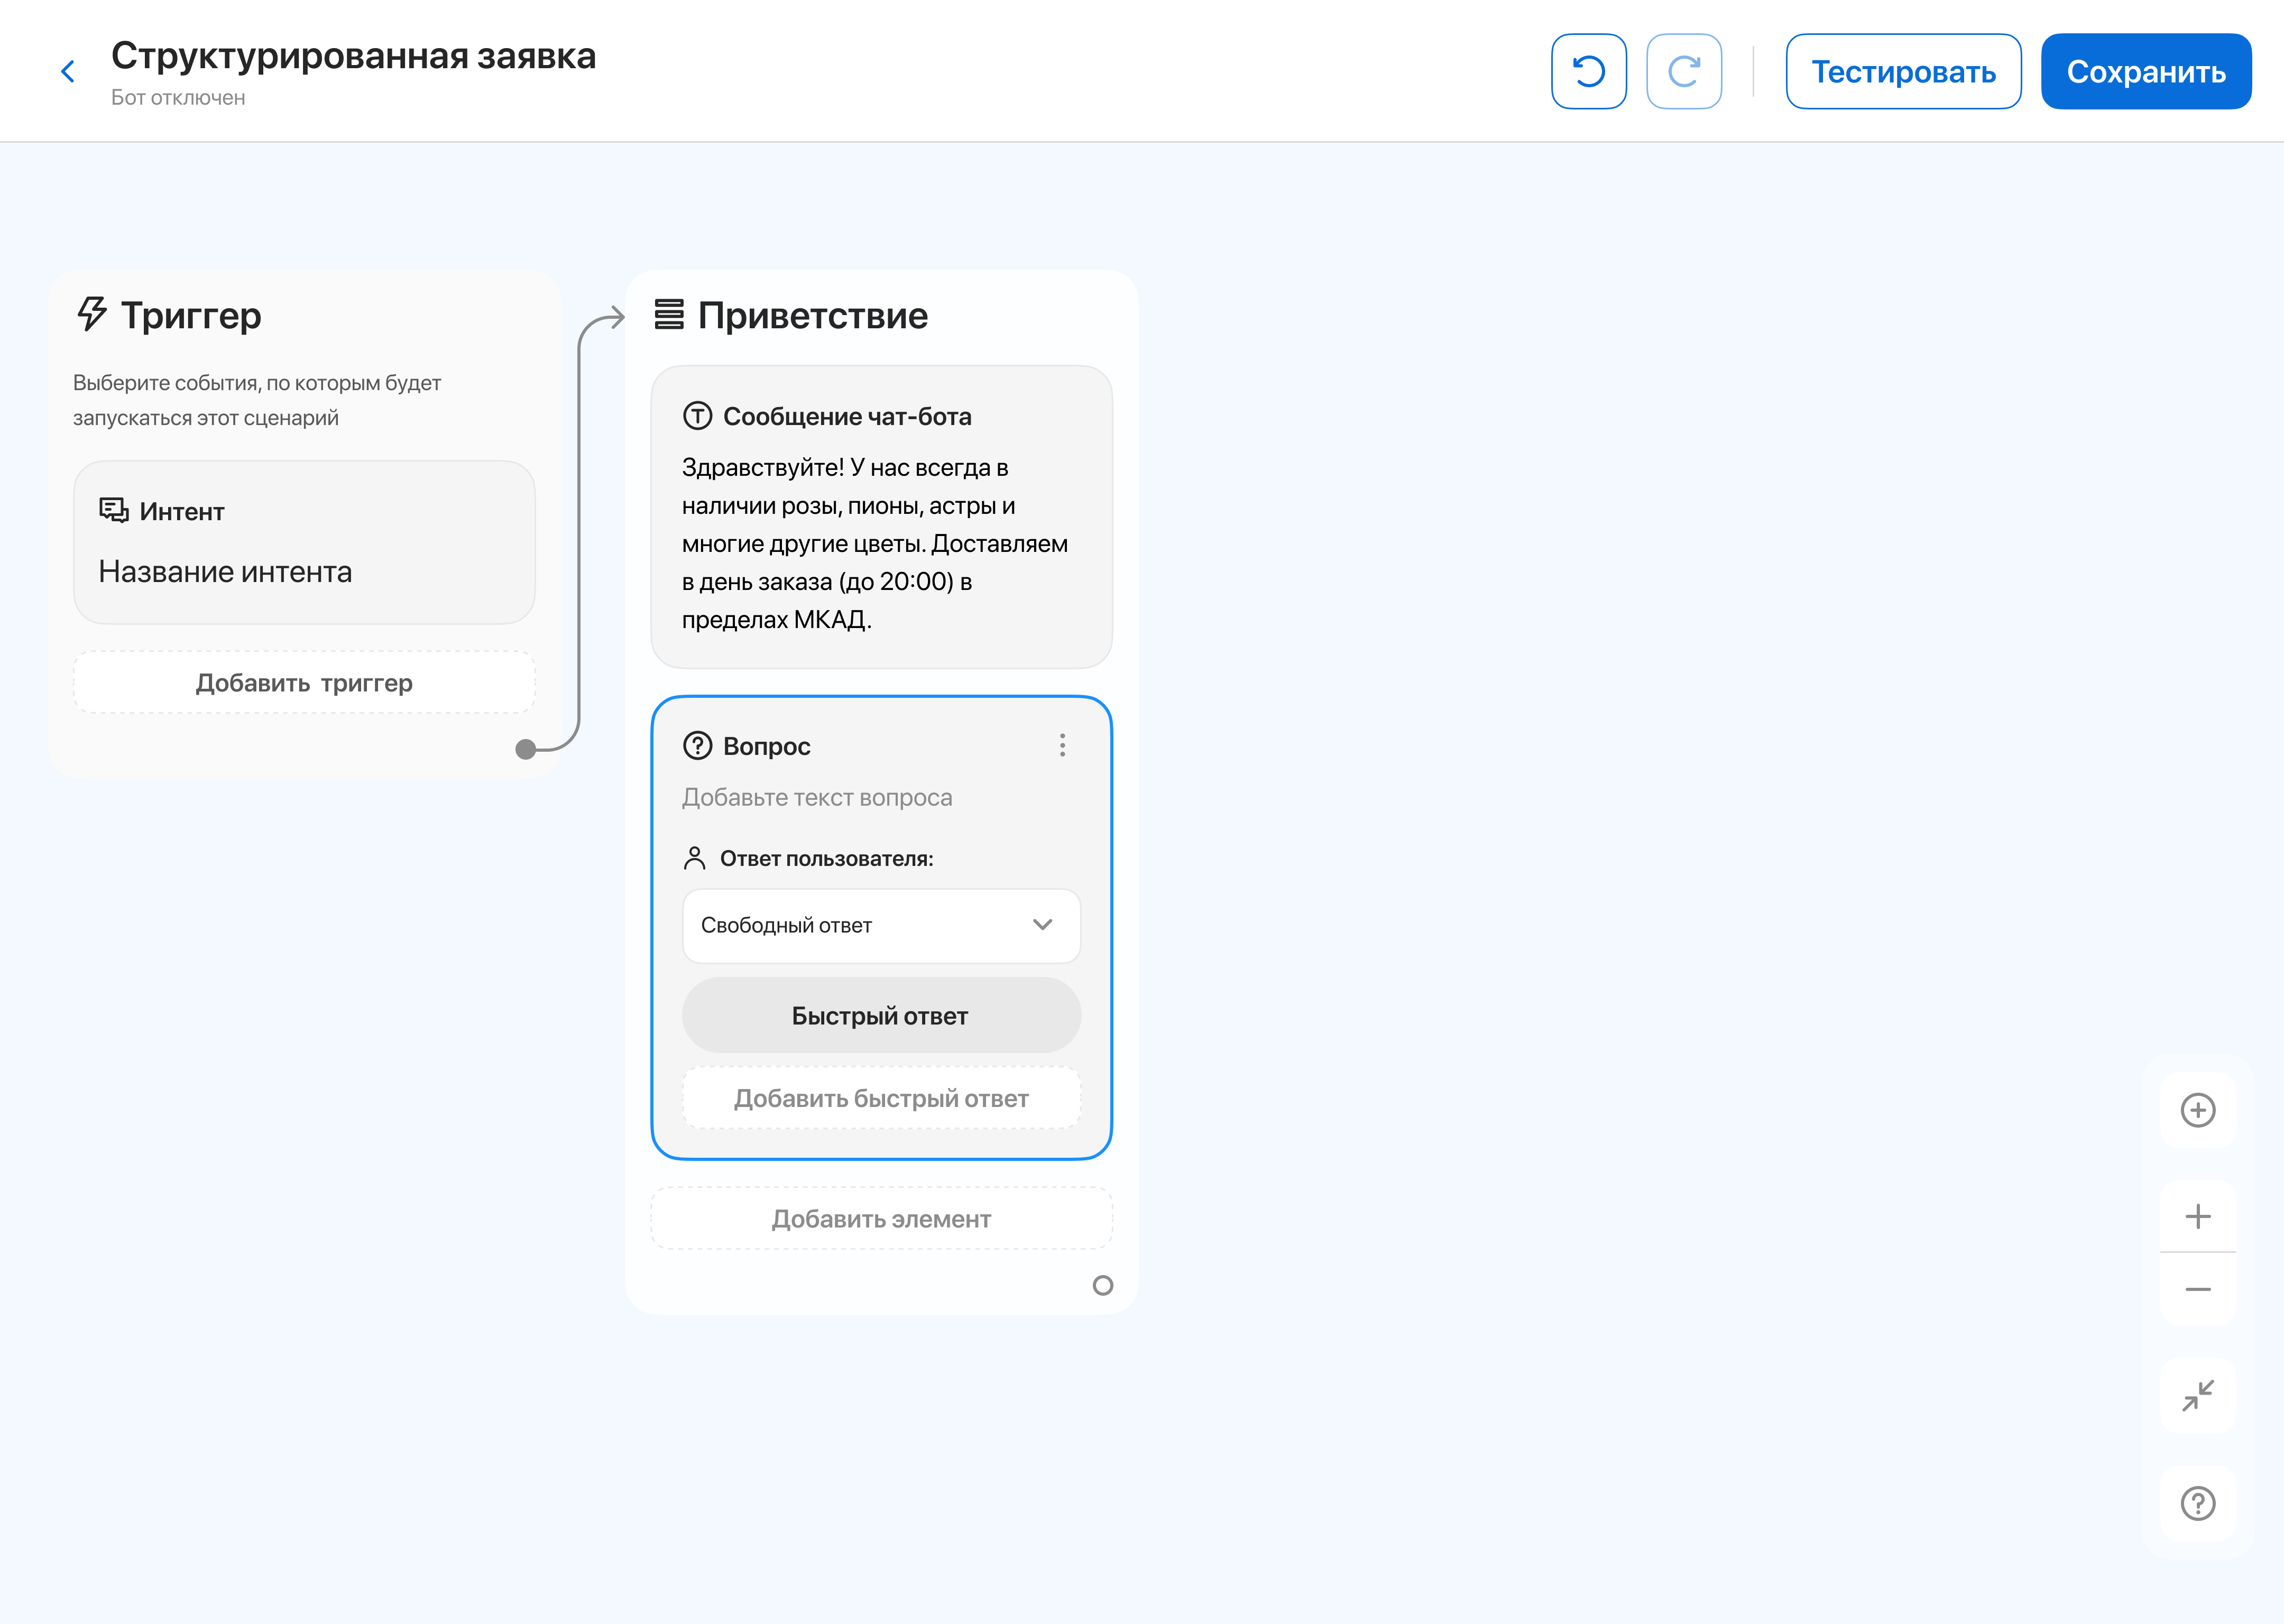 Структурированная заявка
Бот отключен
Тестировать
Сохранить
Триггер
Выберите события, по которым будет
запускаться этот сценарий
Интент
Название интента
Добавить триггер
Приветствие
Сообщение чат-бота
Здравствуйте! У нас всегда в
наличии розы, пионы, астры и
многие другие цветы. Доставляем
в день заказа (до 20:00) в
пределах МКАД.
Вопрос
Добавьте текст вопроса
Ответ пользователя:
Свободный ответ
Быстрый ответ
Добавить быстрый ответ
Добавить элемент